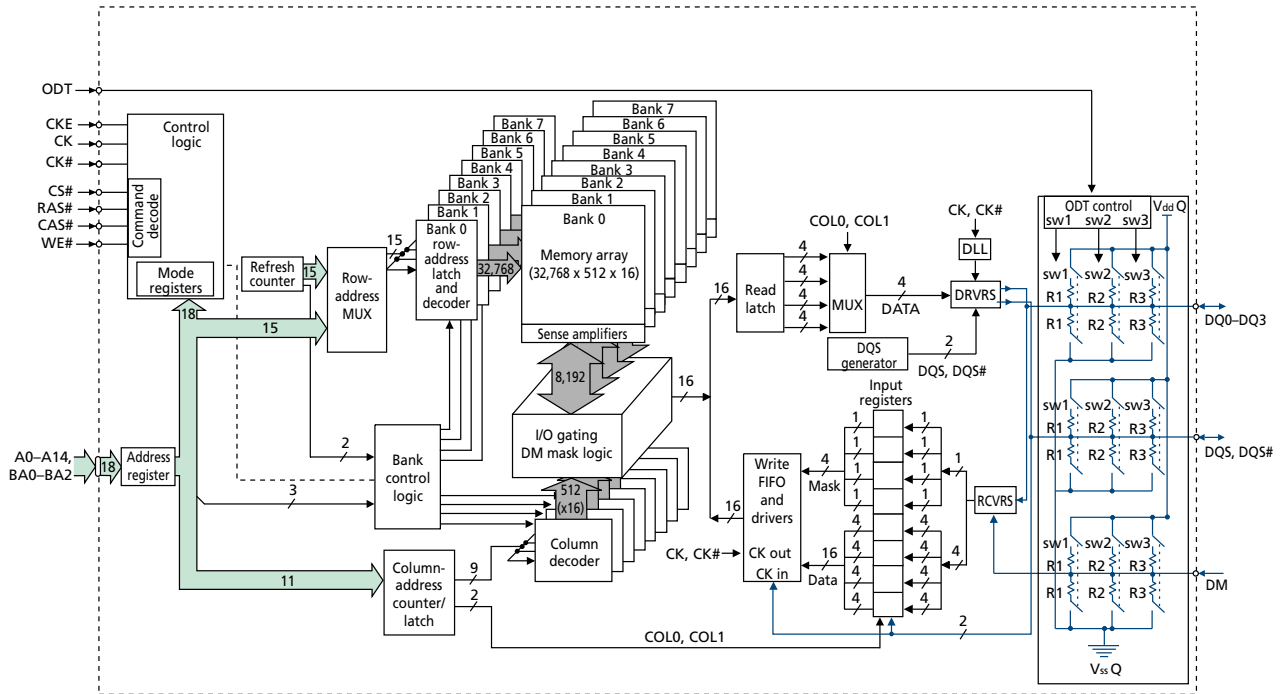 ODT
CKE
CK
CK#
CS#
RAS#
CAS#
WE#
Control
logic
Command
decode
Mode
registers
18
15
A0–A14,
BA0–BA2
18
Address
register
Refresh
counter
15
Row-
address
MUX
15
2
3
11
Bank 7
Bank 6
Bank 5
Bank 4
Bank 3
Bank 2
Bank 1
Bank 0
row-
address
latch
and
decoder
32,768
Bank 7
Bank 6
Bank 5
Bank 4
Bank 3
Bank 2
Bank 1
Bank 0
Memory array
(32,768 x 512 x 16)
Sense amplifiers
8,192
I/O gating
DM mask logic
16
Bank
control
logic
512
(x16)
Column
decoder
Column-
address
counter/
latch
9
2
COL0, COL1
16
Read
latch
4
4
4
4
COL0, COL1
MUX
4
DATA
CK, CK#
DLL
DRVRS
DQS
generator
2
DQS, DQS#
Input
registers
16
CK, CK#
Write
FIFO
and
drivers
CK out
CK in
4
Mask
16
Data
1
1
1
1
4
4
4
4
1
1
1
1
4
4
4
4
1
4
RCVRS
2
ODT control
sw1 sw2 sw3
Vdd Q
sw1 sw2 sw3
R1 R2 R3
R1 R2 R3
DQ0–DQ3
sw1 sw2 sw3
R1 R2 R3
R1 R2 R3
DQS, DQS#
sw1 sw2 sw3
R1 R2 R3
R1 R2 R3
DM
Vss Q